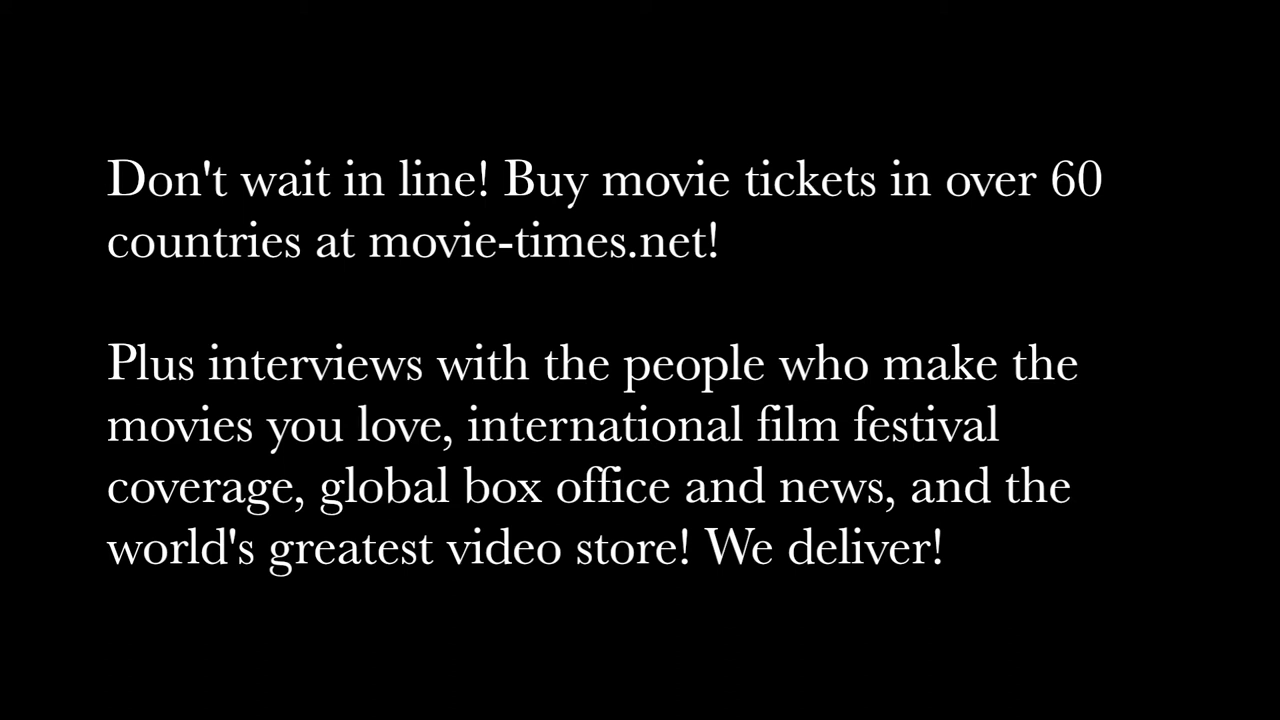 Don't wait in line! Buy movie tickets in over 60
countries at movie-times.net!
Plus interviews with the people who make the
movies you love, international film festival
coverage, global box office and news, and the
world's greatest video store! We deliver!